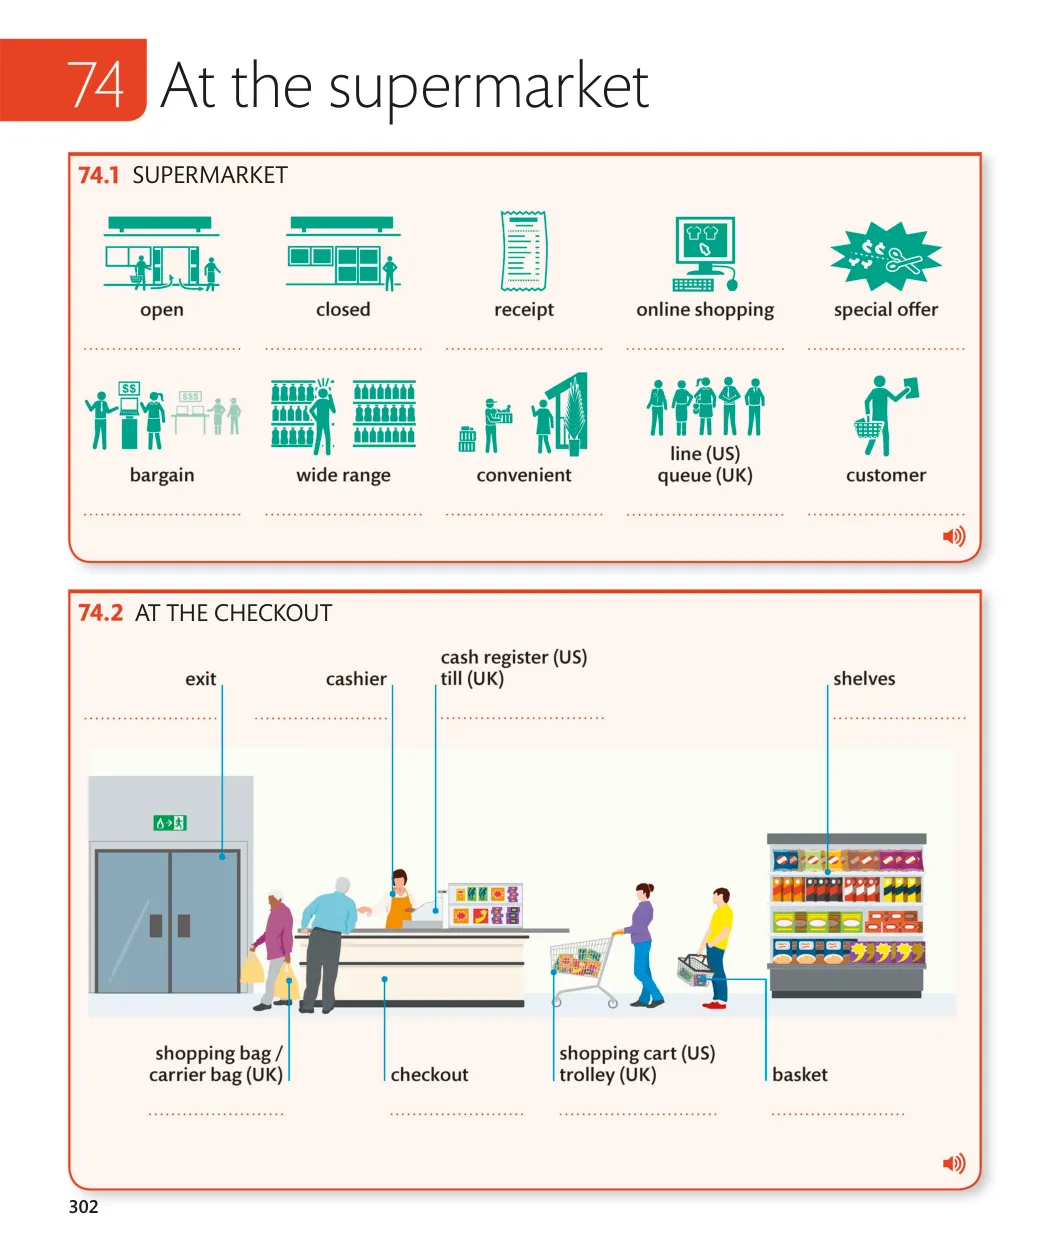 74 At the supermarket
74.1 SUPERMARKET
open
closed
receipt
online shopping
special offer
$$
$$$
bargain
wide range
convenient
line (US)
queue (UK)
customer
74.2 AT THE CHECKOUT
exit
cashier
cash register (US)
till (UK)
shelves
shopping bag /
carrier bag (UK)
checkout
shopping cart (US)
trolley (UK)
basket
302